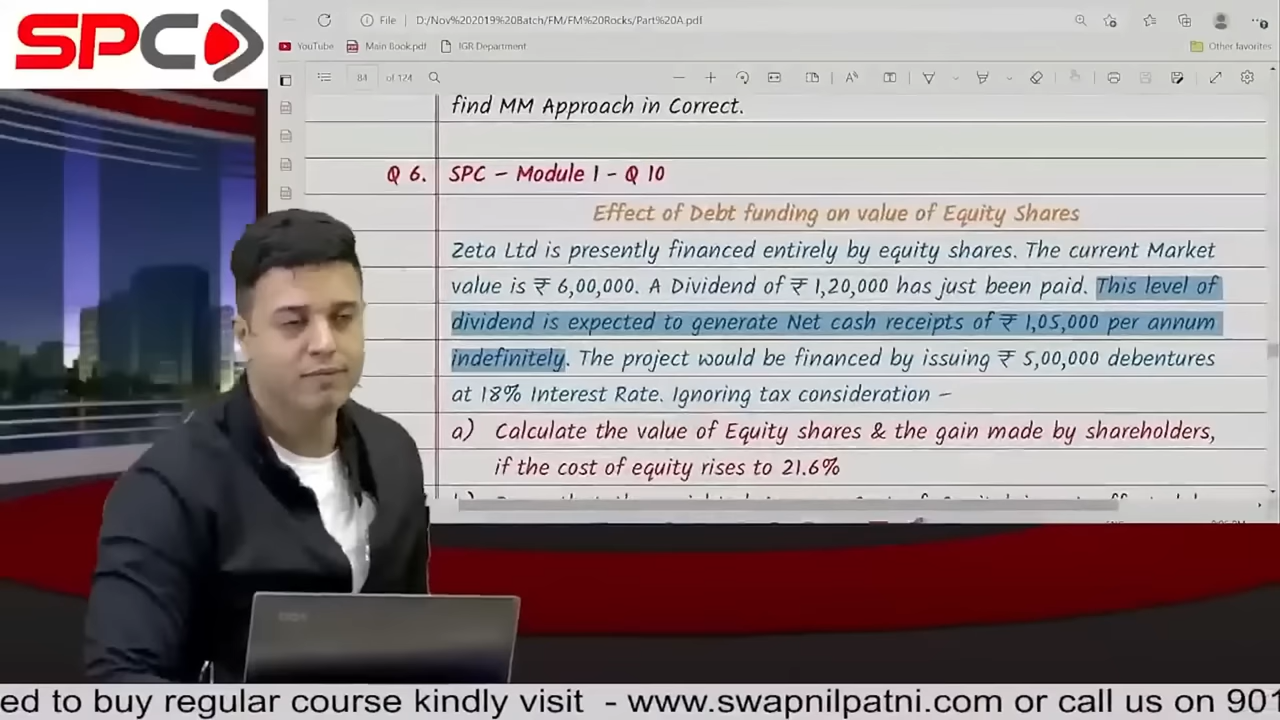 SPC
File
D:/Nov%202019%20Batch/FM/FM%20Rocks/Part%20A.pdf
YouTube
Main Book.pdf
IGR Department
Other favorites
84 of 124
find MM Approach in Correct.
Q 6. SPC – Module 1 - Q 10
Effect of Debt funding on value of Equity Shares
Zeta Ltd is presently financed entirely by equity shares. The current Market
value is ₹ 6,00,000. A Dividend of ₹ 1,20,000 has just been paid. This level of
dividend is expected to generate Net cash receipts of ₹ 1,05,000 per annum
indefinitely. The project would be financed by issuing ₹ 5,00,000 debentures
at 18% Interest Rate. Ignoring tax consideration –
a) Calculate the value of Equity shares & the gain made by shareholders,
if the cost of equity rises to 21.6%
ed to buy regular course kindly visit - www.swapnilpatni.com or call us on 901